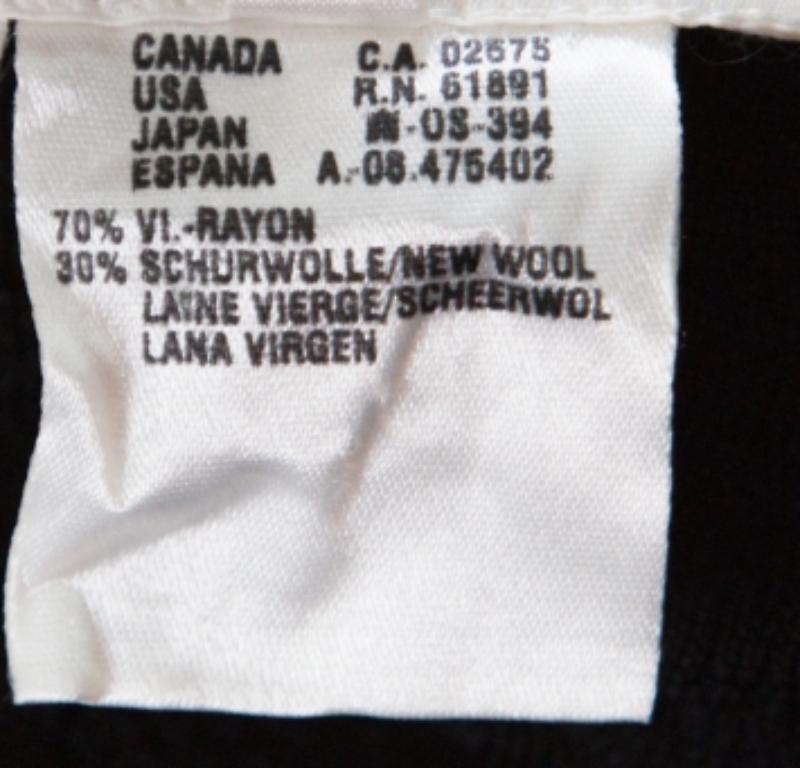 CANADA C.A. 02675
USA R.N. 61891
JAPAN -OS-394
ESPANA A.-08.475402
70% VI.-RAYON
30% SCHURWOLLE/NEW WOOL
LAINE VIERGE/SCHEERWOL
LANA VIRGEN